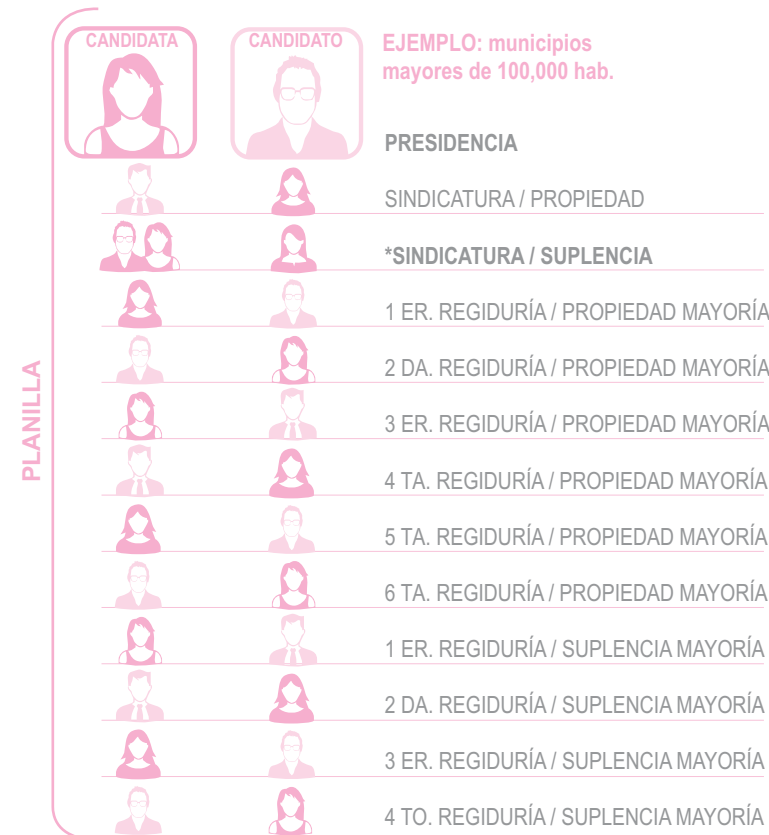 CANDIDATA
CANDIDATO
EJEMPLO: municipios
mayores de 100,000 hab.
PRESIDENCIA
SINDICATURA / PROPIEDAD
*SINDICATURA / SUPLENCIA
1 ER. REGIDURÍA / PROPIEDAD MAYORÍA
2 DA. REGIDURÍA / PROPIEDAD MAYORÍA
3 ER. REGIDURÍA / PROPIEDAD MAYORÍA
4 TA. REGIDURÍA / PROPIEDAD MAYORÍA
5 TA. REGIDURÍA / PROPIEDAD MAYORÍA
6 TA. REGIDURÍA / PROPIEDAD MAYORÍA
1 ER. REGIDURÍA / SUPLENCIA MAYORÍA
2 DA. REGIDURÍA / SUPLENCIA MAYORÍA
3 ER. REGIDURÍA / SUPLENCIA MAYORÍA
4 TO. REGIDURÍA / SUPLENCIA MAYORÍA
PLANILLA